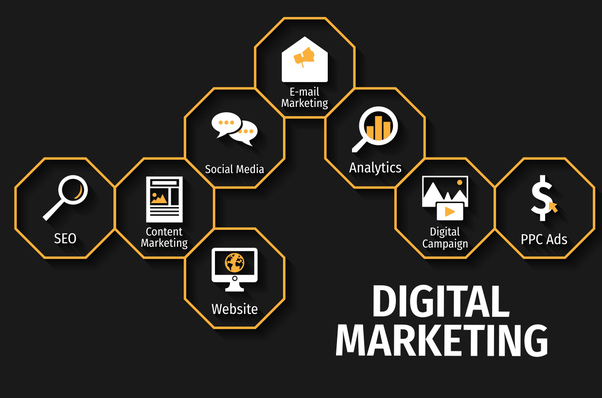 E-mail
Marketing
Social Media
Analytics
SEO
Content
Marketing
Digital
Campaign
PPC Ads
Website
DIGITAL
MARKETING